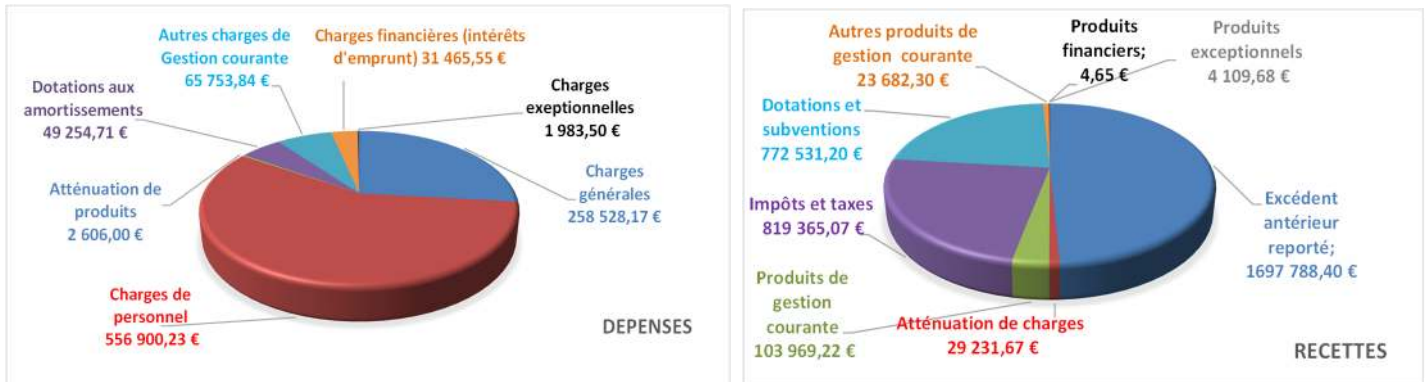 Autres charges de
Gestion courante
65 753,84 €
Charges financières (intérêts
d'emprunt) 31 465,55 €
Charges
exeptionnelles
1 983,50 €
Dotations aux
amortissements
49 254,71 €
Charges
générales
258 528,17 €
Atténuation de
produits
2 606,00 €
Charges de
personnel
556 900,23 €
DEPENSES
Autres produits de
gestion courante
23 682,30 €
Produits
financiers;
4,65 €
Produits
exceptionnels
4 109,68 €
Dotations et
subventions
772 531,20 €
Impôts et taxes
819 365,07 €
Excédent
antérieur
reporté;
1697 788,40 €
Produits de
gestion
courante
103 969,22 €
Atténuation de charges
29 231,67 €
RECETTES